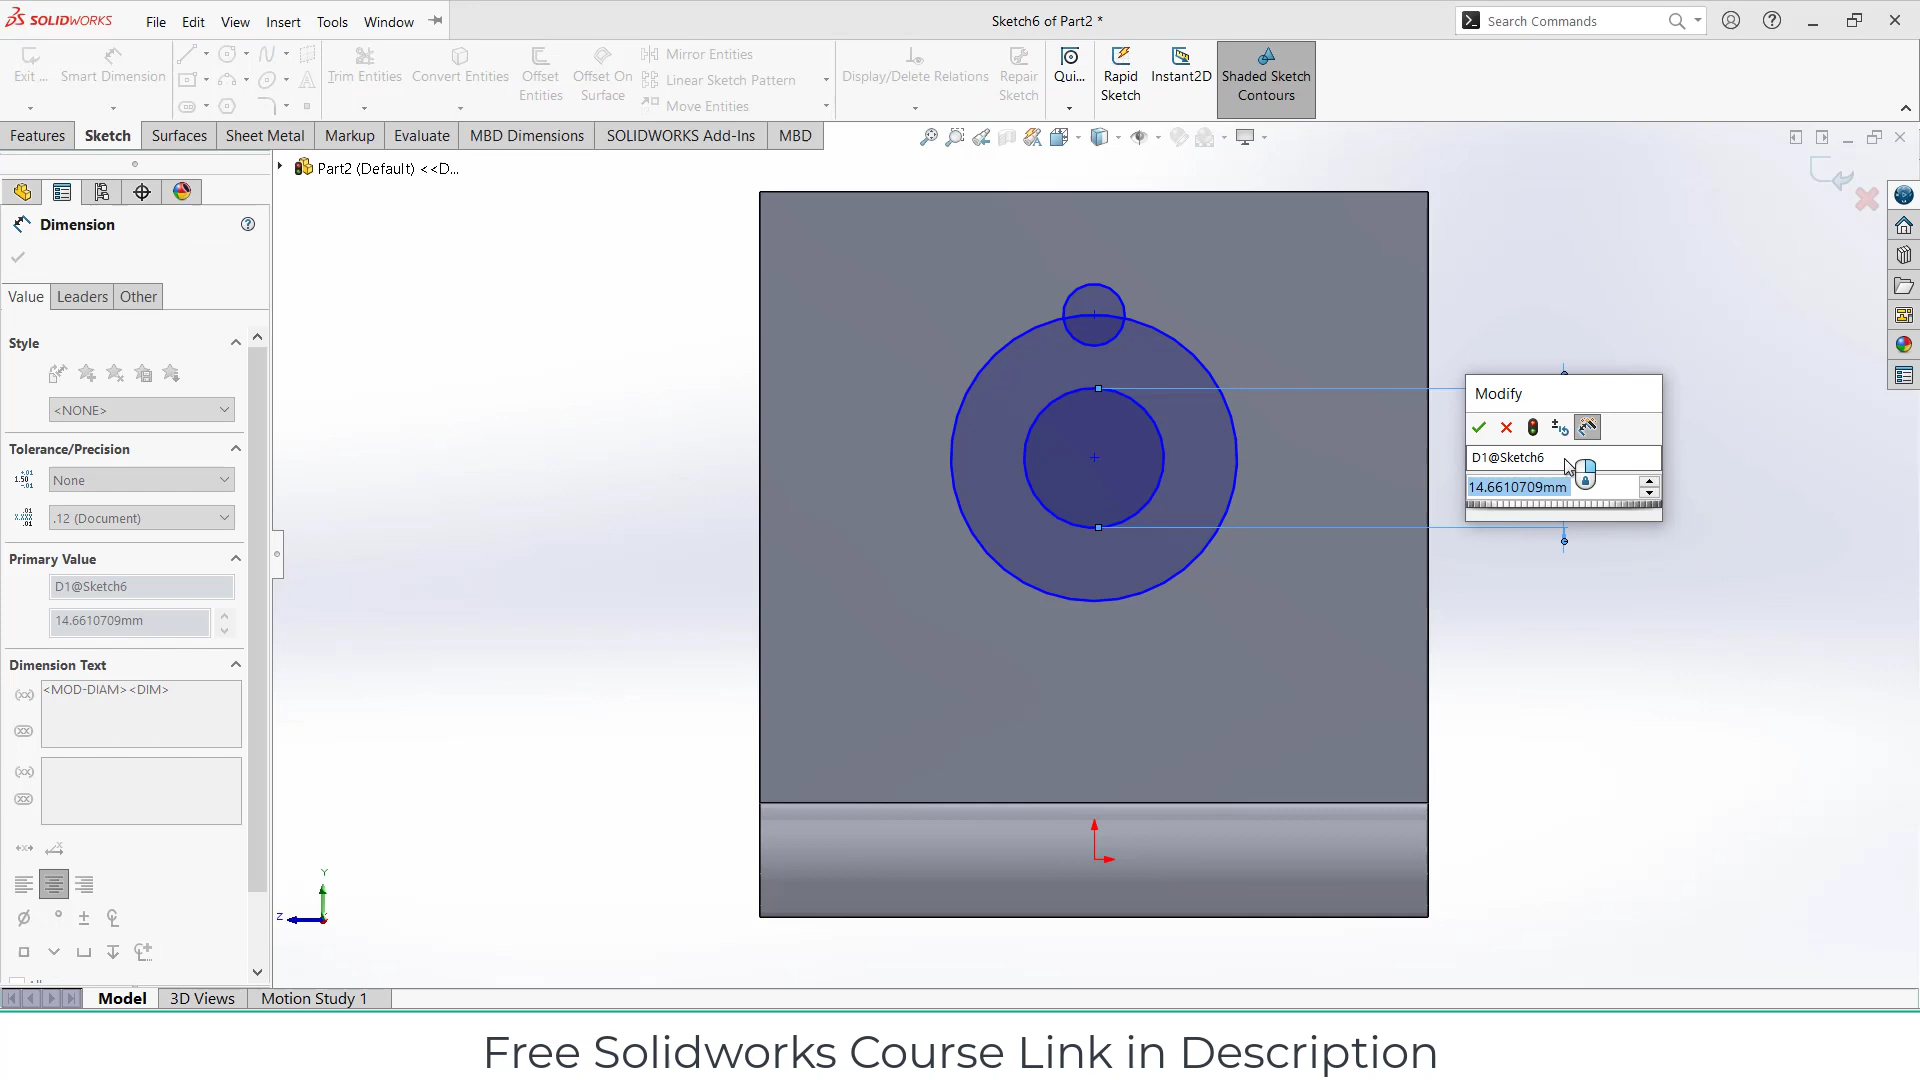 SOLIDWORKS File Edit View Insert Tools Window Sketch6 of Part2 * Search Commands
Exit ... Smart Dimension Trim Entities Convert Entities Offset Entities Offset On Surface Mirror Entities Linear Sketch Pattern Move Entities Display/Delete Relations Repair Sketch Qui... Rapid Sketch Instant2D Shaded Sketch Contours
Features Sketch Surfaces Sheet Metal Markup Evaluate MBD Dimensions SOLIDWORKS Add-Ins MBD
Part2 (Default) <<D...
Dimension
Value Leaders Other
Style
<NONE>
Tolerance/Precision
None
.12 (Document)
Primary Value
D1@Sketch6
14.6610709mm
Dimension Text
<MOD-DIAM><DIM>
Modify
D1@Sketch6
14.6610709mm
Y
Z
Model 3D Views Motion Study 1
Free Solidworks Course Link in Description